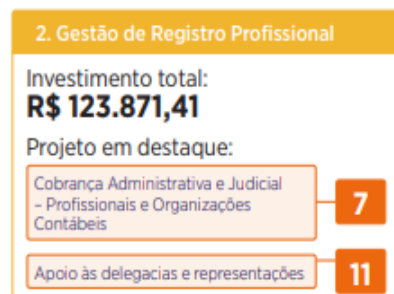 2. Gestão de Registro Profissional
Investimento total:
R$ 123.871,41
Projeto em destaque:
Cobrança Administrativa e Judicial
– Profissionais e Organizações
Contábeis
7
Apoio às delegacias e representações
11